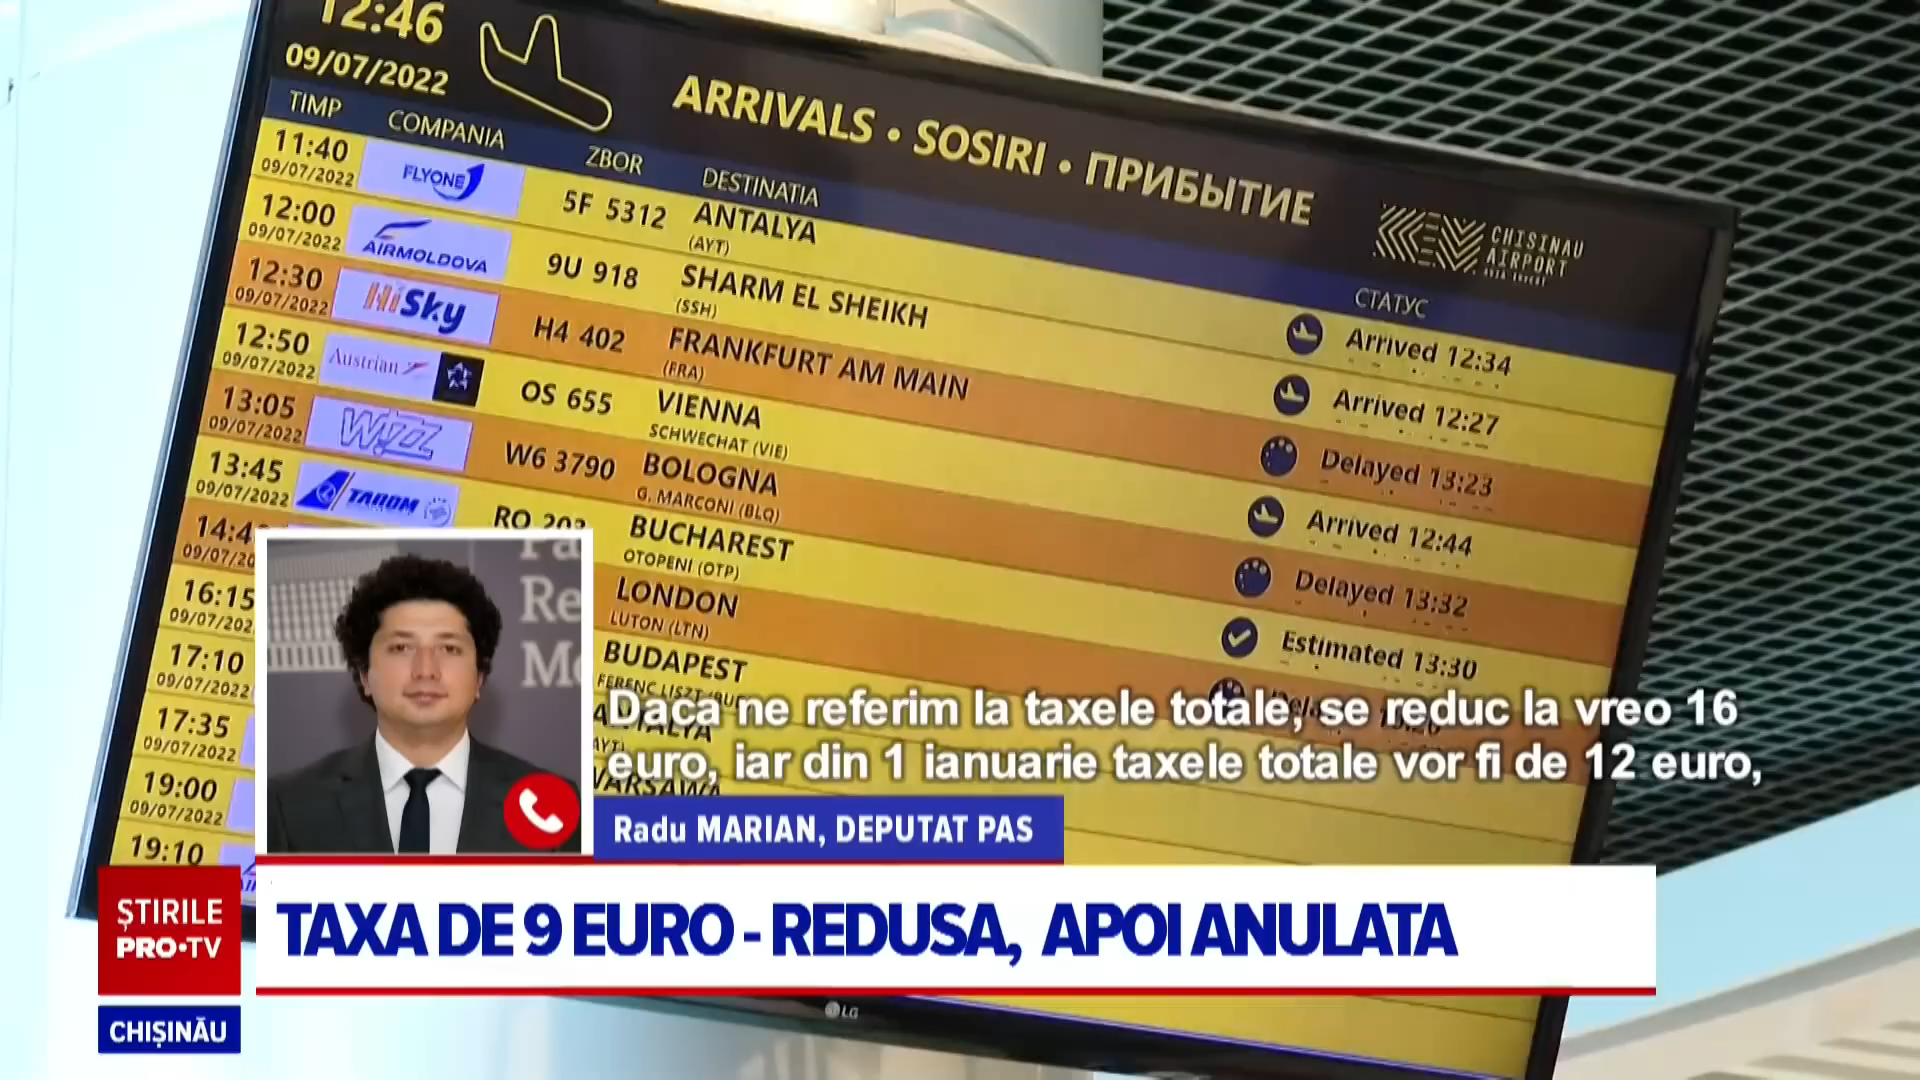 12:46
09/07/2022
ARRIVALS • SOSIRI • ПРИБЫТИЕ
CHISINAU
AIRPORT
TIMP COMPANIA ZBOR DESTINATIA СТАТУС
11:40 FLYONE 5F 5312 ANTALYA Arrived 12:34
09/07/2022 (AYT)
12:00 AIRMOLDOVA 9U 918 SHARM EL SHEIKH Arrived 12:27
09/07/2022 (SSH)
12:30 HiSky H4 402 FRANKFURT AM MAIN Delayed 13:23
09/07/2022 (FRA)
12:50 Austrian OS 655 VIENNA Arrived 12:44
09/07/2022 SCHWECHAT (VIE)
13:05 WIZZ W6 3790 BOLOGNA Delayed 13:32
09/07/2022 G. MARCONI (BLQ)
13:45 TAROM RO 203 BUCHAREST Estimated 13:30
09/07/2022 OTOPENI (OTP)
LONDON
LUTON (LTN)
16:15 BUDAPEST
FERENC LISZT
17:10
09/07/2022
17:35 WARSAWA
09/07/2022
19:00
09/07/2022
19:10
Daca ne referim la taxele totale, se reduc la vreo 16
euro, iar din 1 ianuarie taxele totale vor fi de 12 euro,
Radu MARIAN, DEPUTAT PAS
ȘTIRILE
PRO•TV
TAXA DE 9 EURO - REDUSA, APOI ANULATA
CHIȘINĂU
LG